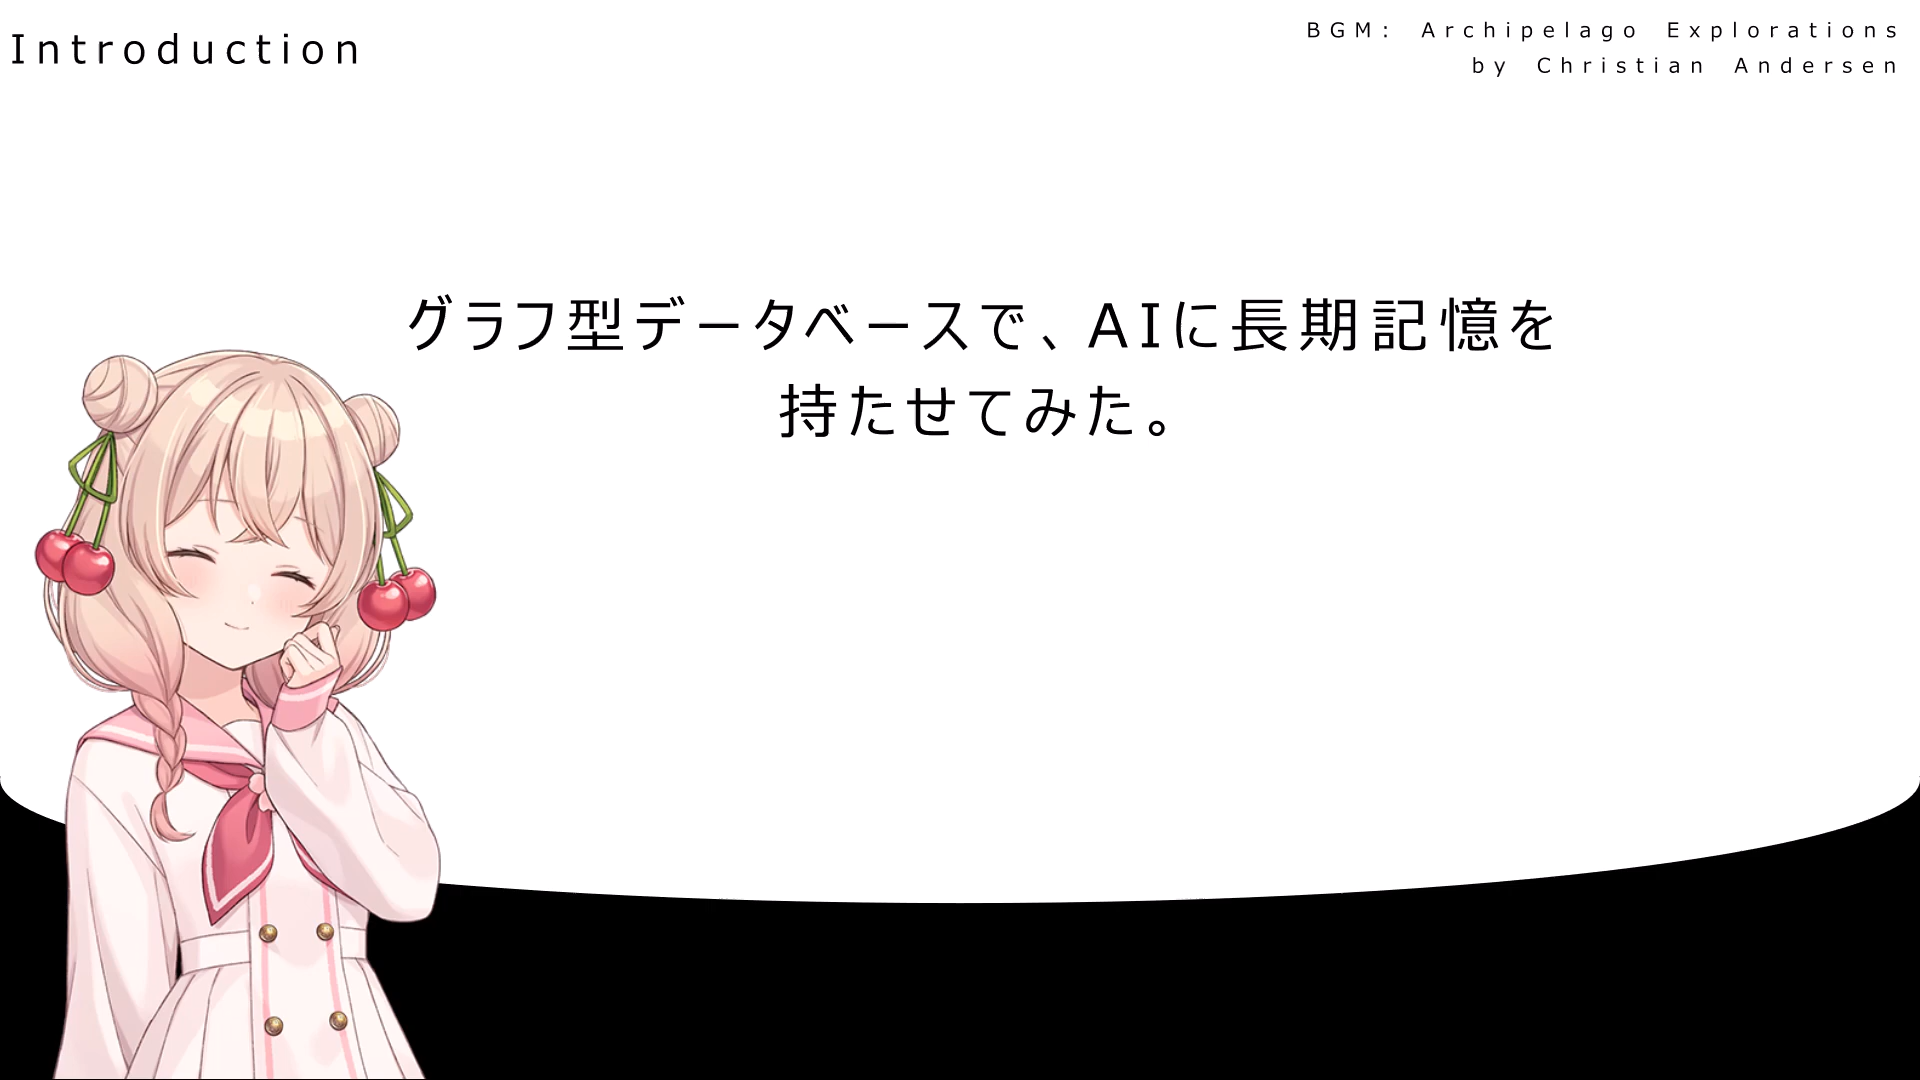 Introduction
BGM: Archipelago Explorations
by Christian Andersen
グラフ型データベースで、AIに長期記憶を
持たせてみた。